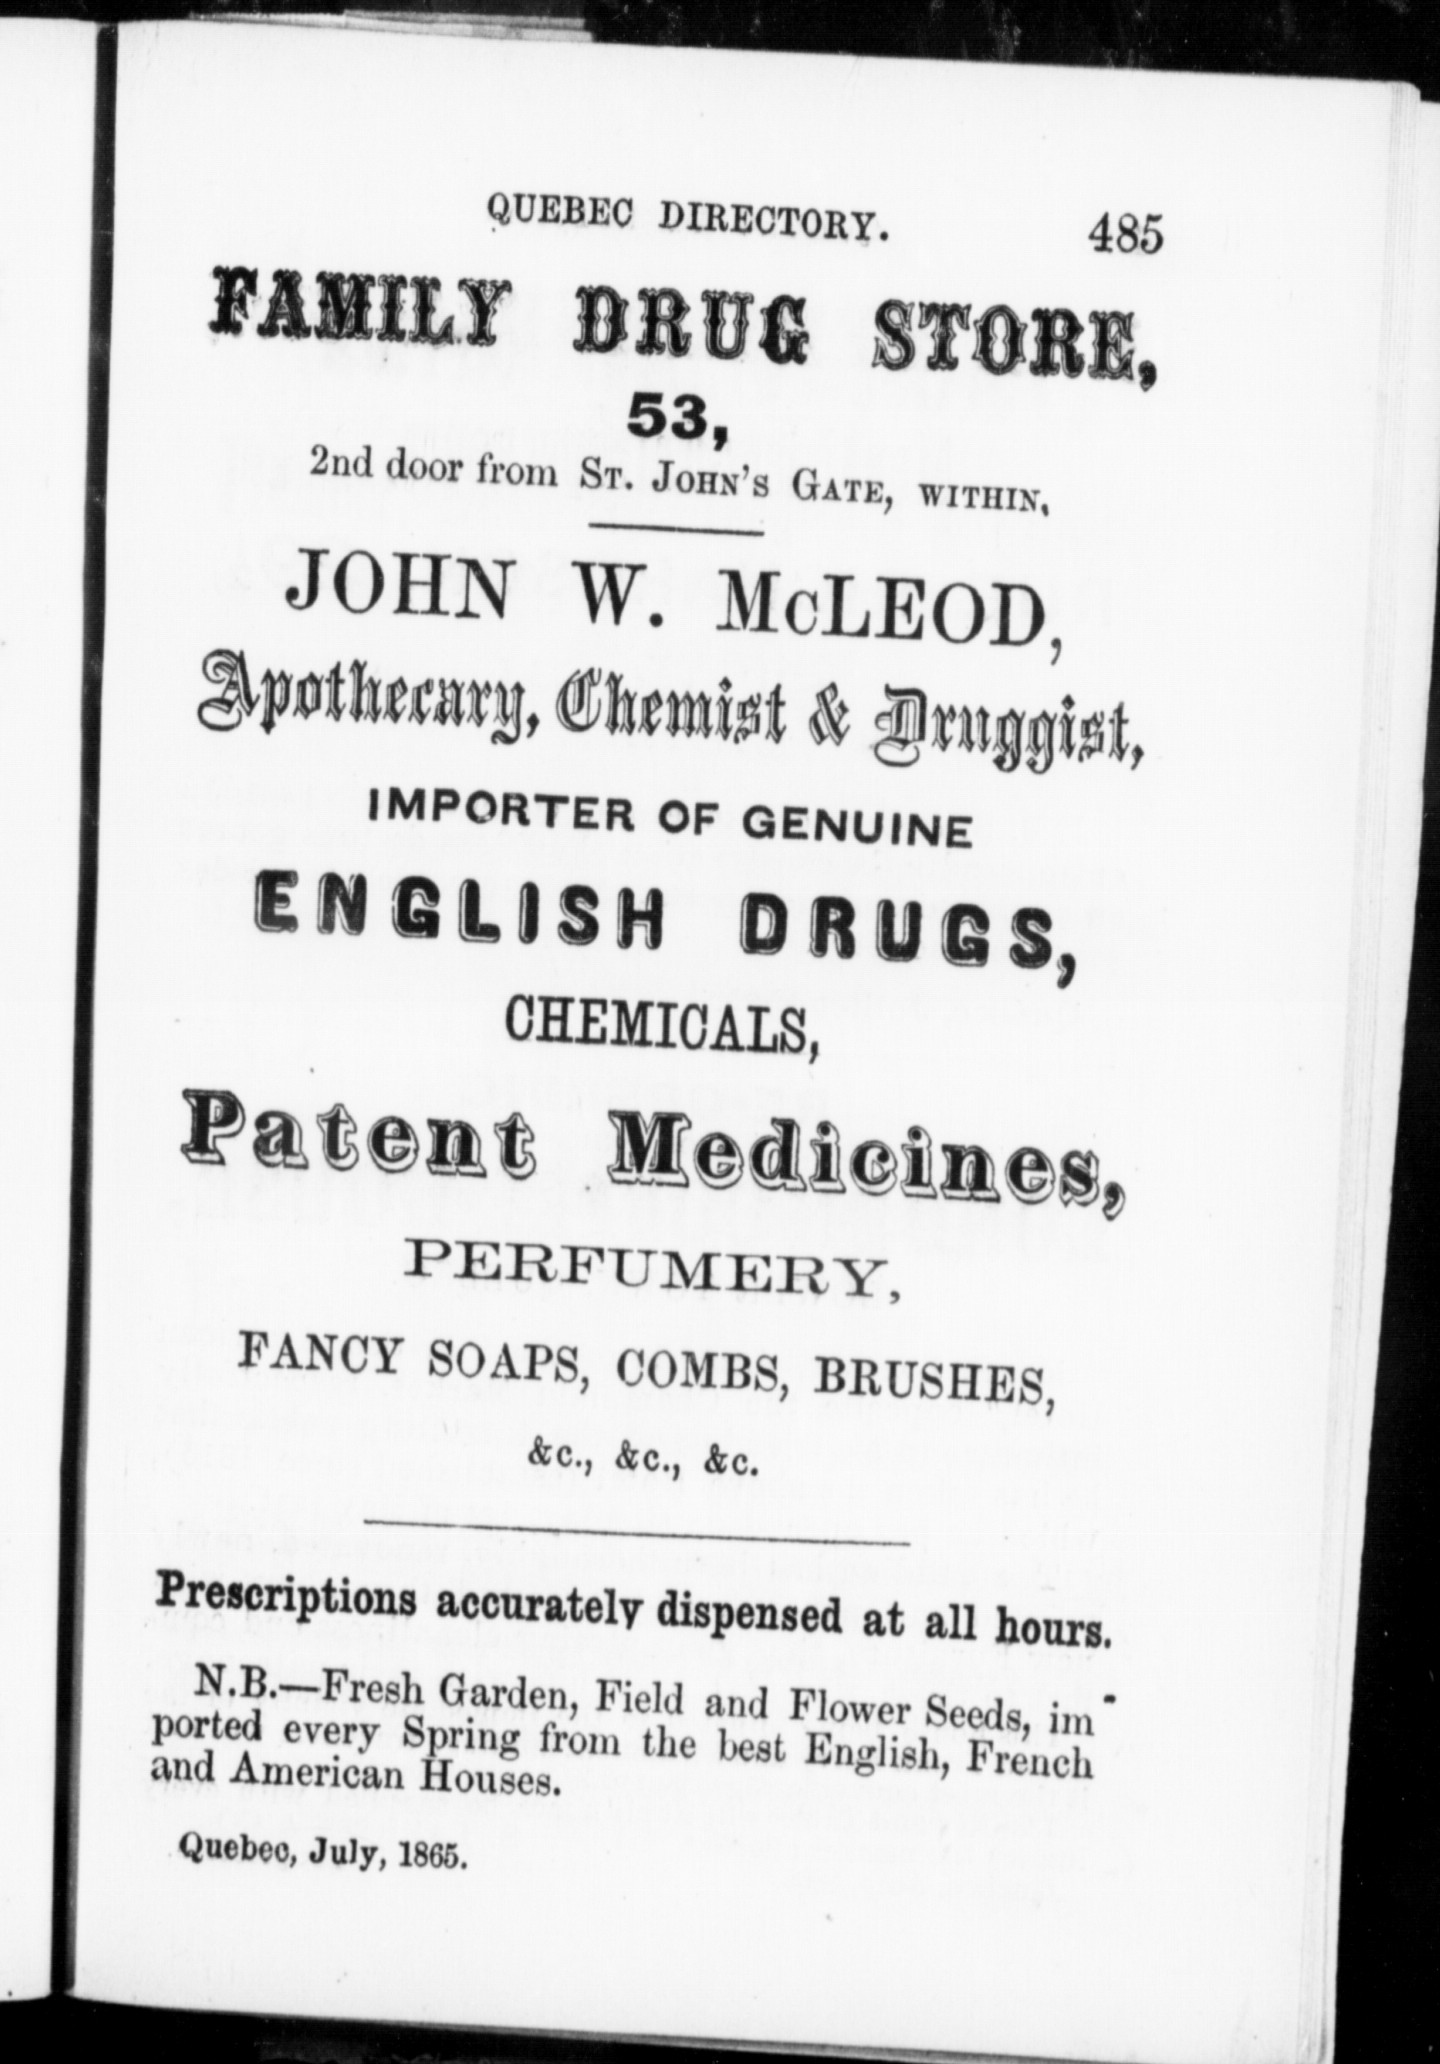 QUEBEC DIRECTORY. 485
FAMILY DRUG STORE,
53,
2nd door from ST. JOHN'S GATE, WITHIN.
JOHN W. McLEOD,
Apothecary, Chemist & Druggist,
IMPORTER OF GENUINE
ENGLISH DRUGS,
CHEMICALS,
Patent Medicines,
PERFUMERY,
FANCY SOAPS, COMBS, BRUSHES,
&c., &c., &c.
Prescriptions accurately dispensed at all hours.
N.B.—Fresh Garden, Field and Flower Seeds, im-
ported every Spring from the best English, French
and American Houses.
Quebec, July, 1865.